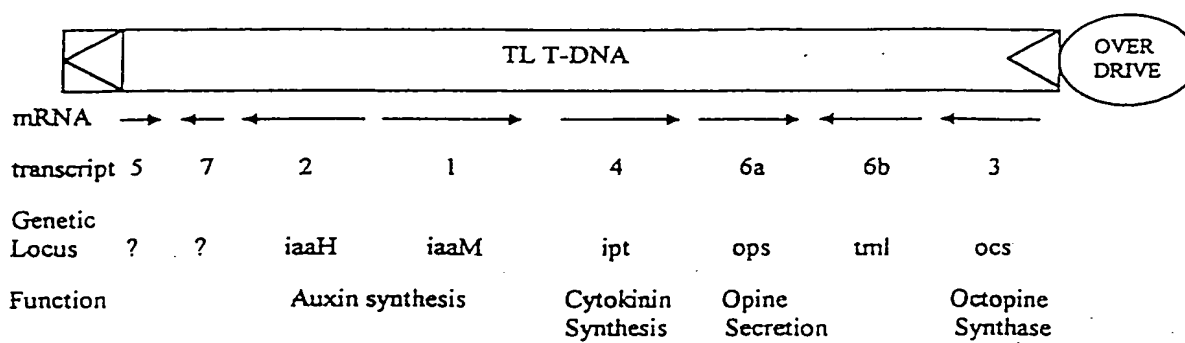 TL T-DNA
OVER
DRIVE
mRNA
transcript 5 7 2 1 4 6a 6b 3
Genetic
Locus ? ? iaaH iaaM ipt ops tml ocs
Function Auxin synthesis Cytokinin Opine Octopine
Synthesis Secretion Synthase